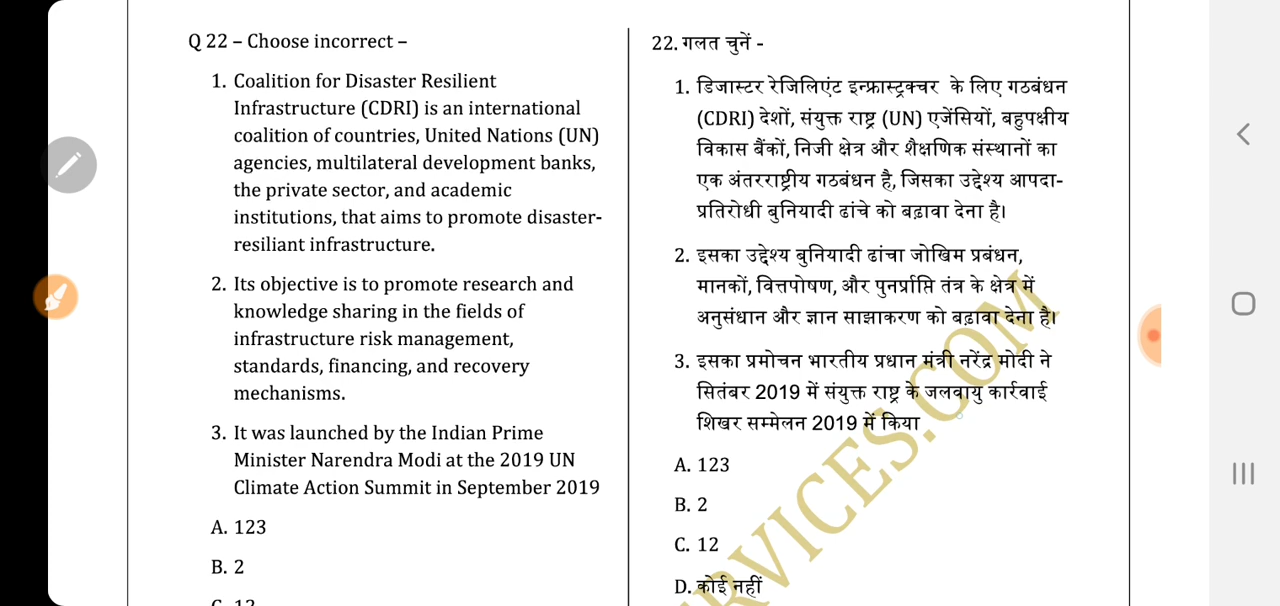 Q 22 – Choose incorrect –
1. Coalition for Disaster Resilient
Infrastructure (CDRI) is an international
coalition of countries, United Nations (UN)
agencies, multilateral development banks,
the private sector, and academic
institutions, that aims to promote disaster-
resiliant infrastructure.
2. Its objective is to promote research and
knowledge sharing in the fields of
infrastructure risk management,
standards, financing, and recovery
mechanisms.
3. It was launched by the Indian Prime
Minister Narendra Modi at the 2019 UN
Climate Action Summit in September 2019
A. 123
B. 2
C. 12
22. गलत चुनें -
1. डिजास्टर रेजिलिएंट इन्फ्रास्ट्रक्चर के लिए गठबंधन
(CDRI) देशों, संयुक्त राष्ट्र (UN) एजेंसियों, बहुपक्षीय
विकास बैंकों, निजी क्षेत्र और शैक्षणिक संस्थानों का
एक अंतरराष्ट्रीय गठबंधन है, जिसका उद्देश्य आपदा-
प्रतिरोधी बुनियादी ढांचे को बढ़ावा देना है।
2. इसका उद्देश्य बुनियादी ढांचा जोखिम प्रबंधन,
मानकों, वित्तपोषण, और पुनर्प्राप्ति तंत्र के क्षेत्र में
अनुसंधान और ज्ञान साझाकरण को बढ़ावा देना है।
3. इसका प्रमोचन भारतीय प्रधान मंत्री नरेंद्र मोदी ने
सितंबर 2019 में संयुक्त राष्ट्र के जलवायु कार्रवाई
शिखर सम्मेलन 2019 में किया
A. 123
B. 2
C. 12
D. कोई नहीं
RVICES.COM